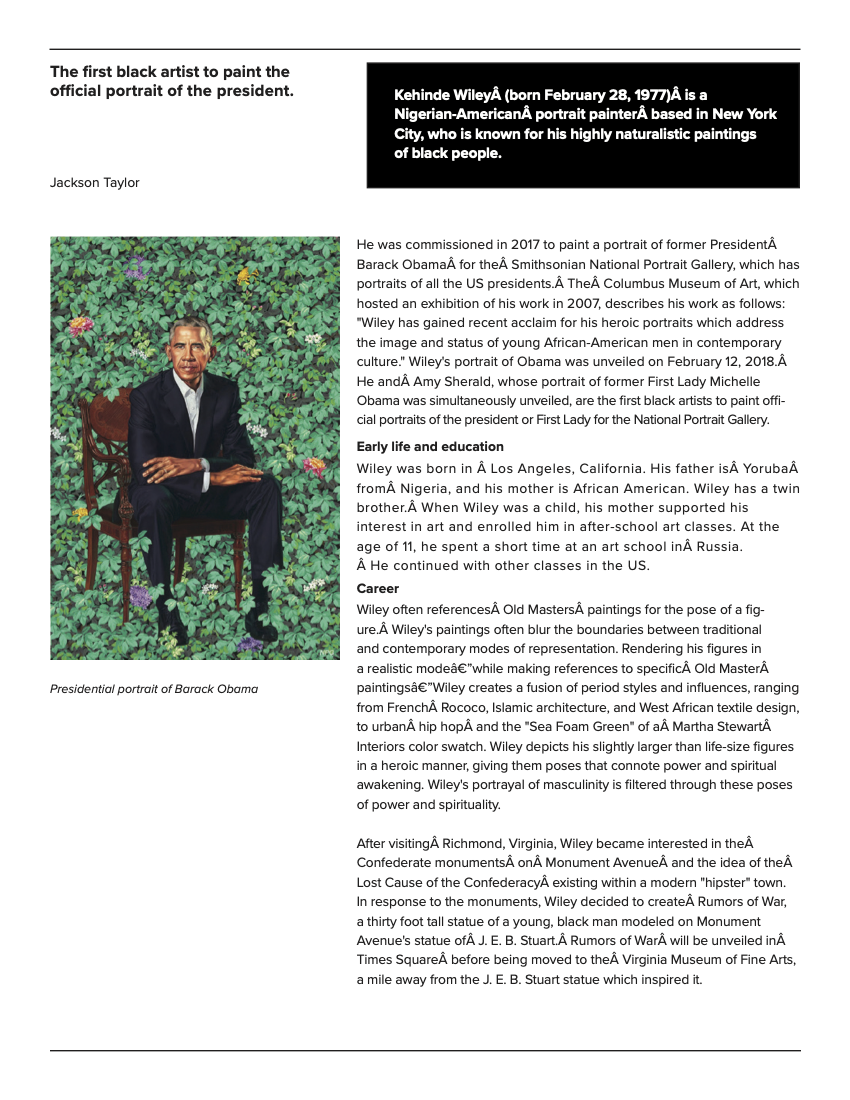 The first black artist to paint the
official portrait of the president.
Jackson Taylor
Kehinde WileyÂ (born February 28, 1977)Â is a
Nigerian-AmericanÂ portrait painterÂ based in New York
City, who is known for his highly naturalistic paintings
of black people.
Presidential portrait of Barack Obama
He was commissioned in 2017 to paint a portrait of former PresidentÂ
Barack ObamaÂ for theÂ Smithsonian National Portrait Gallery, which has
portraits of all the US presidents.Â TheÂ Columbus Museum of Art, which
hosted an exhibition of his work in 2007, describes his work as follows:
"Wiley has gained recent acclaim for his heroic portraits which address
the image and status of young African-American men in contemporary
culture." Wiley's portrait of Obama was unveiled on February 12, 2018.Â
He andÂ Amy Sherald, whose portrait of former First Lady Michelle
Obama was simultaneously unveiled, are the first black artists to paint offi-
cial portraits of the president or First Lady for the National Portrait Gallery.
Early life and education
Wiley was born in Â Los Angeles, California. His father isÂ YorubaÂ
fromÂ Nigeria, and his mother is African American. Wiley has a twin
brother.Â When Wiley was a child, his mother supported his
interest in art and enrolled him in after-school art classes. At the
age of 11, he spent a short time at an art school inÂ Russia.
Â He continued with other classes in the US.
Career
Wiley often referencesÂ Old MastersÂ paintings for the pose of a fig-
ure.Â Wiley's paintings often blur the boundaries between traditional
and contemporary modes of representation. Rendering his figures in
a realistic modeâ€”while making references to specificÂ Old MasterÂ
paintingsâ€”Wiley creates a fusion of period styles and influences, ranging
from FrenchÂ Rococo, Islamic architecture, and West African textile design,
to urbanÂ hip hopÂ and the "Sea Foam Green" of aÂ Martha StewartÂ
Interiors color swatch. Wiley depicts his slightly larger than life-size figures
in a heroic manner, giving them poses that connote power and spiritual
awakening. Wiley's portrayal of masculinity is filtered through these poses
of power and spirituality.
After visitingÂ Richmond, Virginia, Wiley became interested in theÂ
Confederate monumentsÂ onÂ Monument AvenueÂ and the idea of theÂ
Lost Cause of the ConfederacyÂ existing within a modern "hipster" town.
In response to the monuments, Wiley decided to createÂ Rumors of War,
a thirty foot tall statue of a young, black man modeled on Monument
Avenue's statue ofÂ J. E. B. Stuart.Â Rumors of WarÂ will be unveiled inÂ
Times SquareÂ before being moved to theÂ Virginia Museum of Fine Arts,
a mile away from the J. E. B. Stuart statue which inspired it.